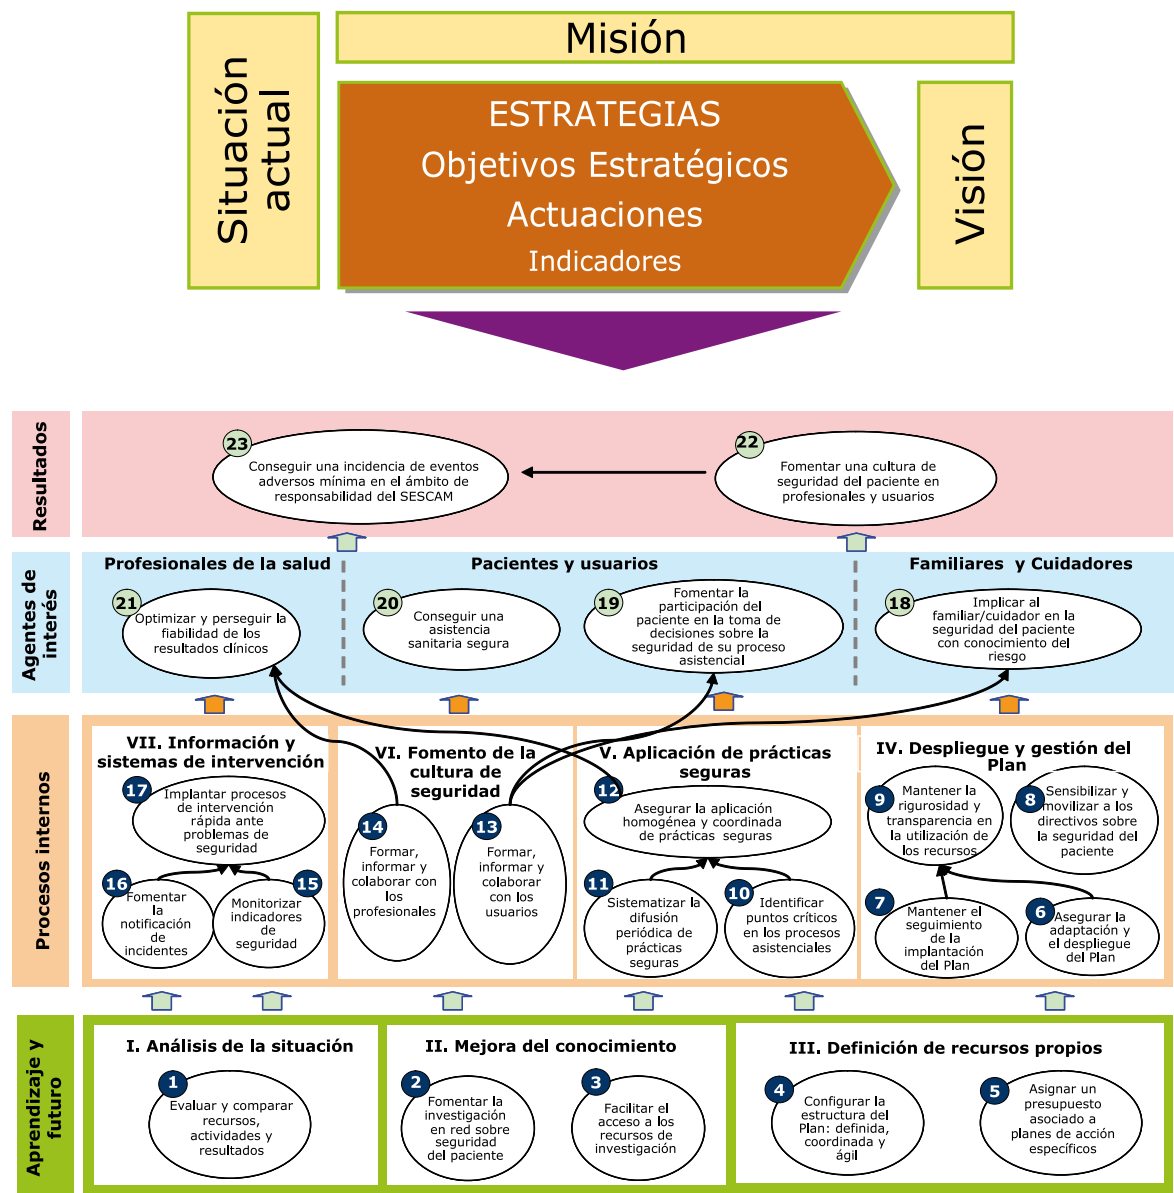 Misión
Situación
actual
ESTRATEGIAS
Objetivos Estratégicos
Actuaciones
Indicadores
Visión
Resultados
23
Conseguir una incidencia de eventos
adversos mínima en el ámbito de
responsabilidad del SESCAM
22
Fomentar una cultura de
seguridad del paciente en
profesionales y usuarios
Agentes de
interés
Profesionales de la salud
Pacientes y usuarios
Familiares y Cuidadores
21
Optimizar y perseguir la
fiabilidad de los
resultados clínicos
20
Conseguir una
asistencia
sanitaria segura
19
Fomentar la
participación del
paciente en la toma de
decisiones sobre la
seguridad de su proceso
asistencial
18
Implicar al
familiar/cuidador en la
seguridad del paciente
con conocimiento del
riesgo
Procesos internos
VII. Información y
sistemas de intervención
17
Implantar procesos
de intervención
rápida ante
problemas de
seguridad
16
Fomentar
la
notificación
de
incidentes
15
Monitorizar
indicadores
de
seguridad
VI. Fomento de la
cultura de
seguridad
14
Formar,
informar y
colaborar con
los
profesionales
13
Formar,
informar y
colaborar
con los
usuarios
V. Aplicación de prácticas
seguras
12
Asegurar la aplicación
homogénea y coordinada
de prácticas seguras
11
Sistematizar la
difusión
periódica de
prácticas
seguras
10
Identificar
puntos críticos
en los procesos
asistenciales
IV. Despliegue y gestión del
Plan
9
Mantener la
rigurosidad y
transparencia en
la utilización de
los recursos
8
Sensibilizar y
movilizar a los
directivos sobre
la seguridad del
paciente
7
Mantener el
seguimiento
de la
implantación
del Plan
6
Asegurar la
adaptación y
el despliegue
del Plan
Aprendizaje y
futuro
I. Análisis de la situación
1
Evaluar y comparar
recursos,
actividades y
resultados
II. Mejora del conocimiento
2
Fomentar la
investigación
en red sobre
seguridad
del paciente
3
Facilitar el
acceso a los
recursos de
investigación
III. Definición de recursos propios
4
Configurar la
estructura del
Plan: definida,
coordinada y
ágil
5
Asignar un
presupuesto
asociado a
planes de acción
específicos